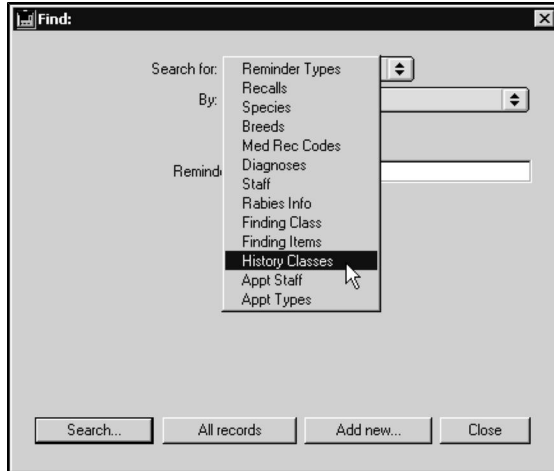 Find:
Search for:
By:
Remind
Reminder Types
Recalls
Species
Breeds
Med Rec Codes
Diagnoses
Staff
Rabies Info
Finding Class
Finding Items
History Classes
Appt Staff
Appt Types
Search...
All records
Add new...
Close